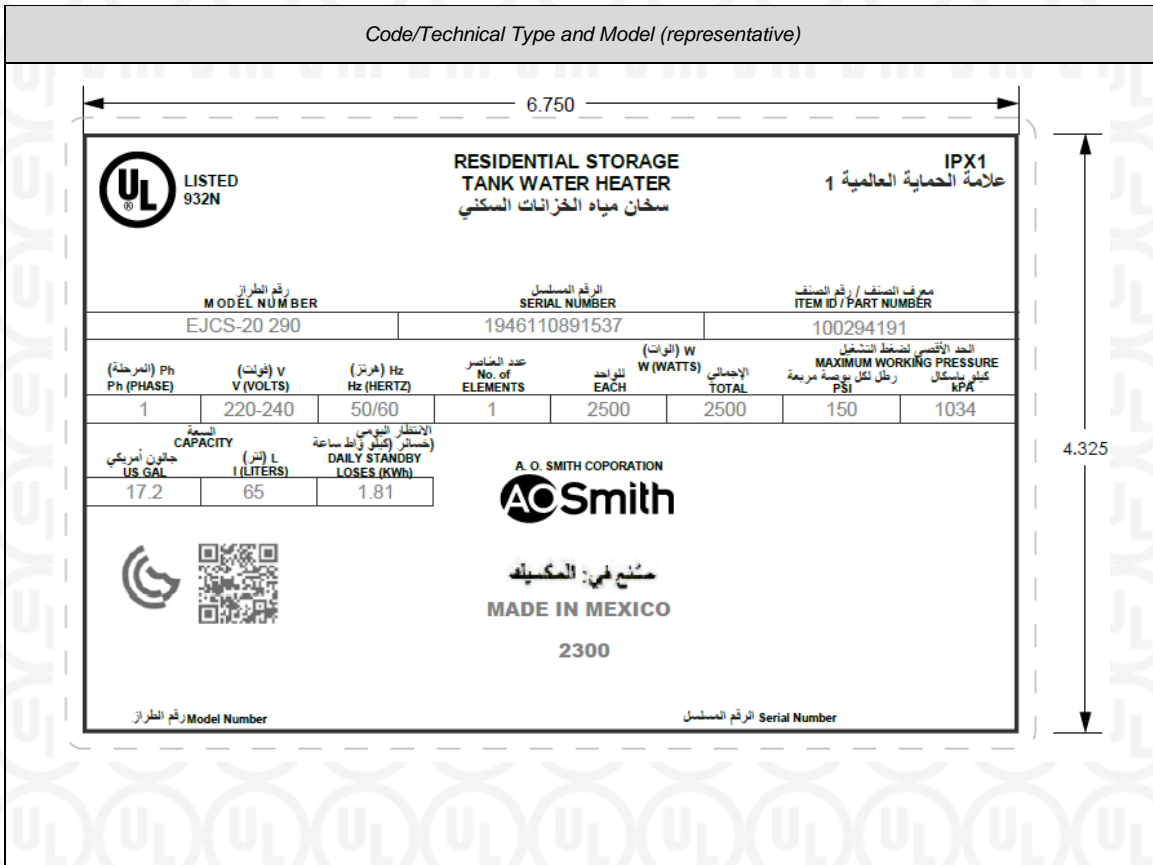 Code/Technical Type and Model (representative)
6.750
UL
®
LISTED
932N
RESIDENTIAL STORAGE
TANK WATER HEATER
سخان مياه الخزانات السكني
IPX1
علامة الحماية العالمية 1
رقم الطراز
MODEL NUMBER
الرقم المسلسل
SERIAL NUMBER
معرف الصنف / رقم الصنف
ITEM ID / PART NUMBER
EJCS-20 290
1946110891537
100294191
Ph (المرحلة)
Ph (PHASE)
V (فولت)
V (VOLTS)
Hz (هرتز)
Hz (HERTZ)
عدد العناصر
No. of
ELEMENTS
W (الوات)
W (WATTS)
للواحد
EACH
الإجمالي
TOTAL
الحد الأقصى لضغط التشغيل
MAXIMUM WORKING PRESSURE
رطل لكل بوصة مربعة
PSI
كيلو باسكال
kPA
1
220-240
50/60
1
2500
2500
150
1034
السعة
CAPACITY
جالون أمريكي
US GAL
L (لتر)
l (LITERS)
الانتظار اليومي
(خسائر (كيلو واط ساعة
DAILY STANDBY
LOSES (KWh)
17.2
65
1.81
A. O. SMITH COPORATION
AO Smith
صنع في: المكسيك
MADE IN MEXICO
2300
رقم الطراز Model Number
الرقم المسلسل Serial Number
4.325